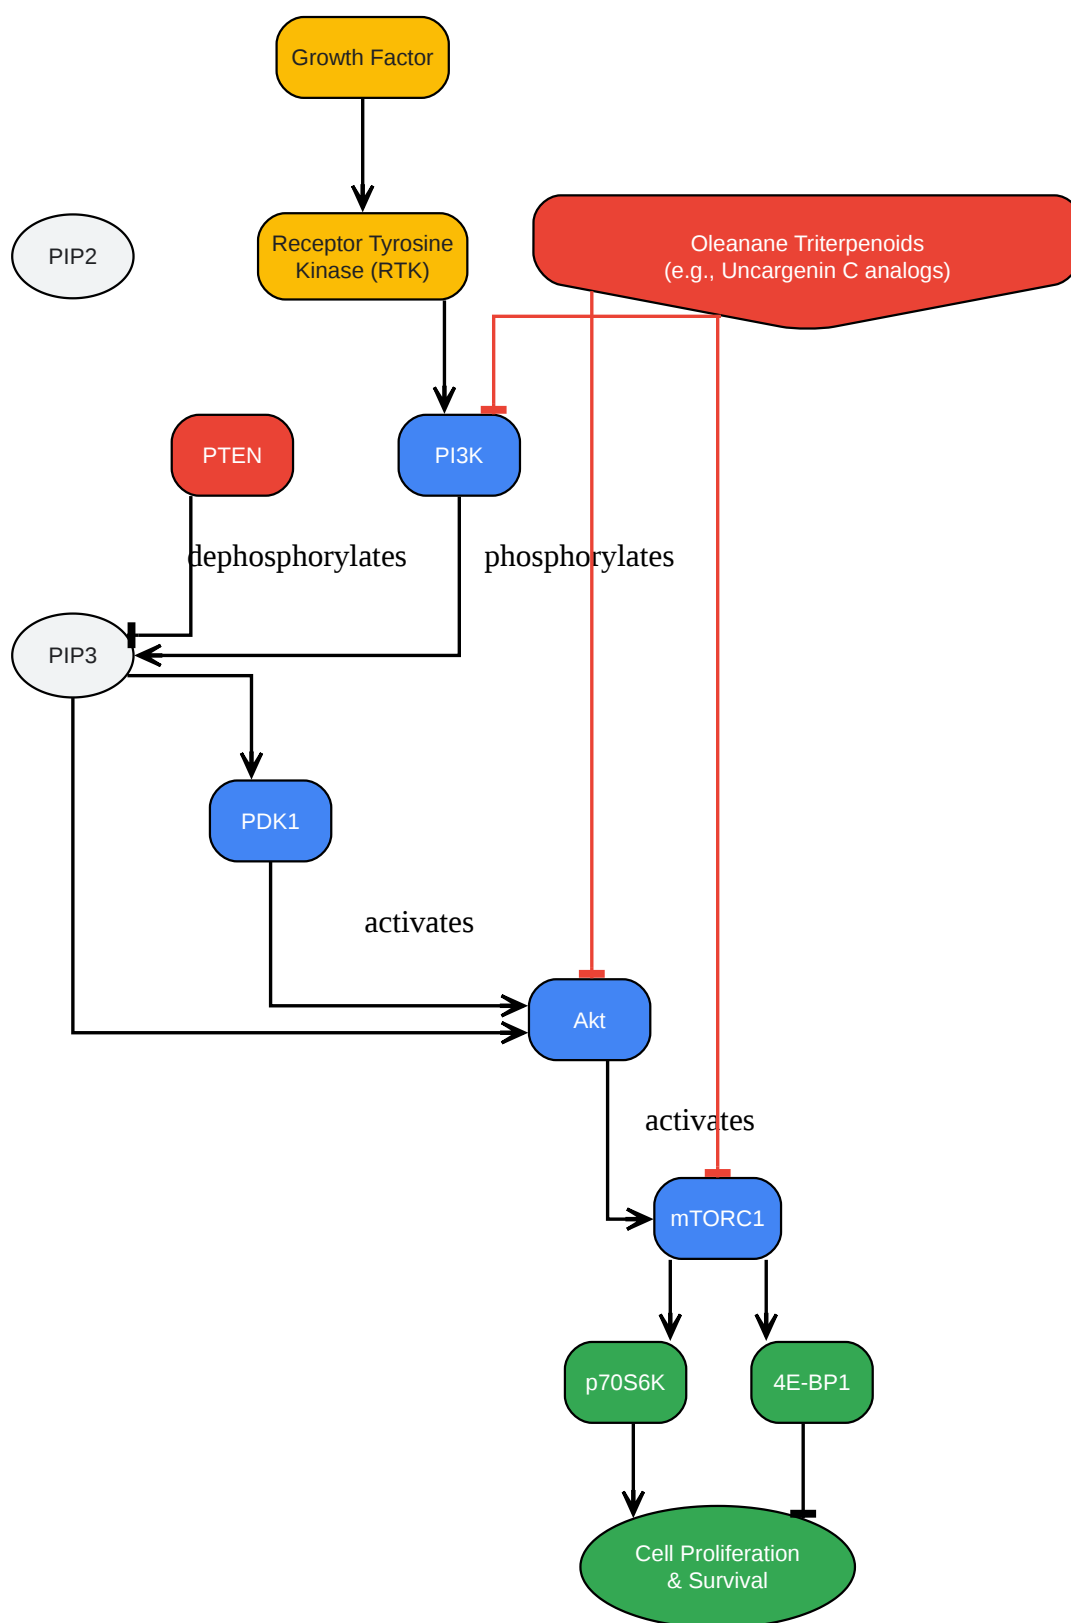 Growth Factor
PIP2
Receptor Tyrosine
Kinase (RTK)
Oleanane Triterpenoids
(e.g., Uncargenin C analogs)
PTEN
PI3K
dephosphorylates
phosphorylates
PIP3
PDK1
activates
Akt
activates
mTORC1
p70S6K
4E-BP1
Cell Proliferation
& Survival